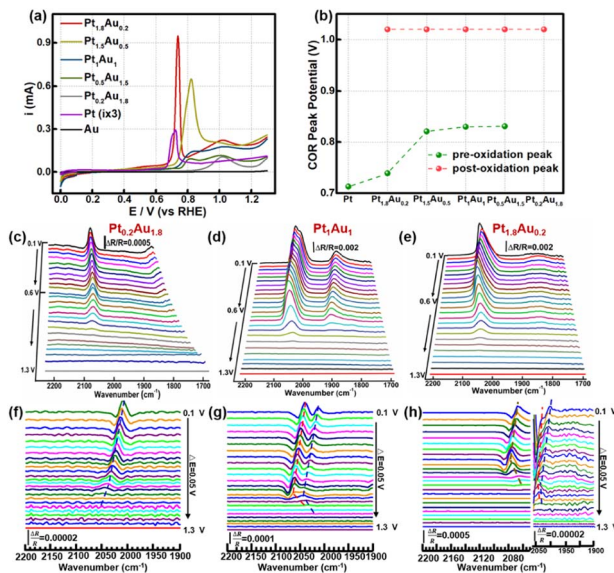 (a)
Pt1.8Au0.2
Pt1.5Au0.5
Pt1Au1
Pt0.5Au1.5
Pt0.2Au1.8
Pt (ix3)
Au
i (mA)
0.9
0.6
0.3
0.0
0.0 0.2 0.4 0.6 0.8 1.0 1.2
E / V (vs RHE)
(b)
COR Peak Potential (V)
1.0
0.9
0.8
0.7
pre-oxidation peak
post-oxidation peak
Pt Pt1.8Au0.2 Pt1.5Au0.5 Pt1Au1 Pt0.5Au1.5 Pt0.2Au1.8
(c)
Pt0.2Au1.8
ΔR/R=0.0005
0.1 V
0.6 V
1.3 V
2200 2100 2000 1900 1800 1700
Wavenumber (cm-1)
(d)
Pt1Au1
ΔR/R=0.002
0.1 V
0.6 V
1.3 V
2200 2100 2000 1900 1800 1700
Wavenumber (cm-1)
(e)
Pt1.8Au0.2
ΔR/R=0.002
0.1 V
0.6V
1.3 V
2200 2100 2000 1900 1800 1700
Wavenumber (cm-1)
(f)
0.1 V
△E=0.05 V
1.3 V
ΔR/R=0.00002
2200 2150 2100 2050 2000 1950 1900
Wavenumber (cm-1)
(g)
0.1 V
△E=0.05 V
1.3 V
ΔR/R=0.0001
2200 2150 2100 2050 2000 1950 1900
Wavenumber (cm-1)
(h)
0.1 V
△E=0.05 V
1.3 V
ΔR/R=0.0005
ΔR/R=0.00002
2200 2160 2120 2080
2050 2000 1950 1900
Wavenumber (cm-1)